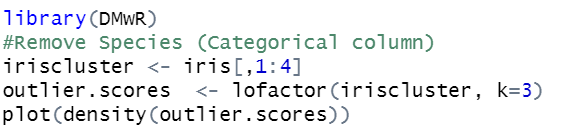 library(DMwR)
#Remove Species (Categorical column)
iriscluster <- iris[,1:4]
outlier.scores  <- lofactor(iriscluster, k=3)
plot(density(outlier.scores))